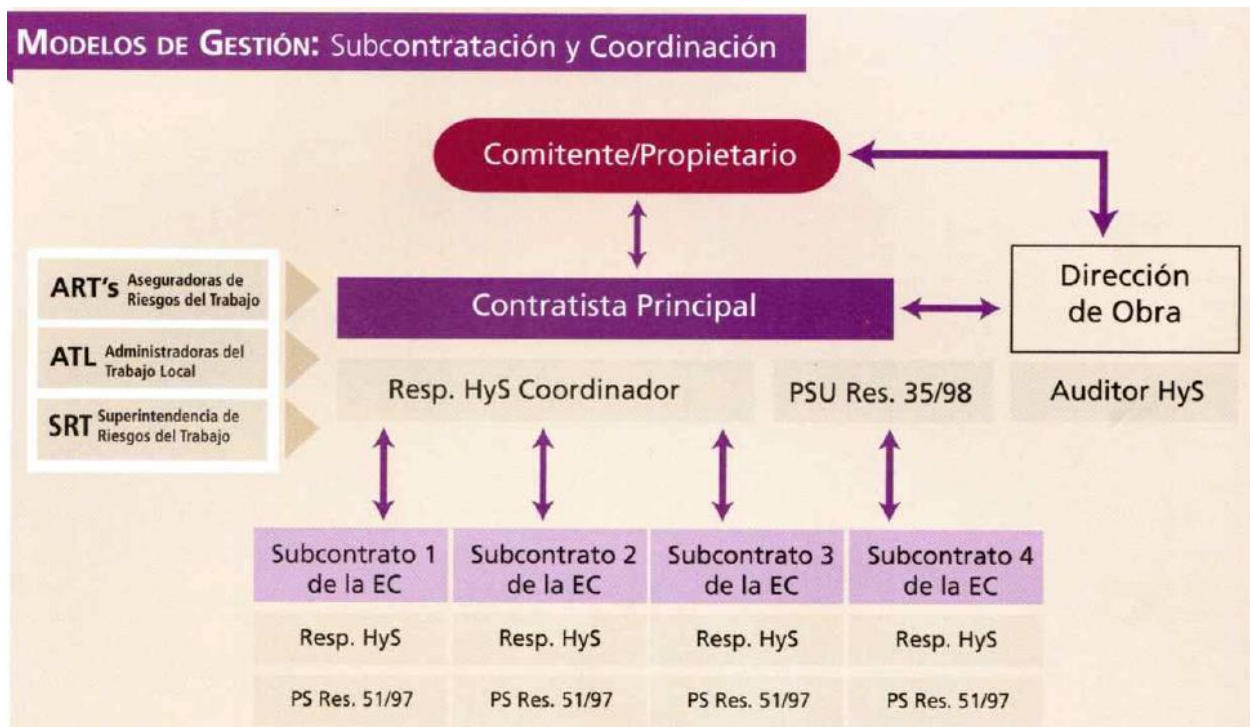 MODELOS DE GESTIÓN: Subcontratación y Coordinación
Comitente/Propietario
ART's Aseguradoras de
Riesgos del Trabajo
ATL Administradoras del
Trabajo Local
SRT Superintendencia de
Riesgos del Trabajo
Contratista Principal
Dirección
de Obra
Resp. HyS Coordinador
PSU Res. 35/98
Auditor HyS
Subcontrato 1
de la EC
Resp. HyS
PS Res. 51/97
Subcontrato 2
de la EC
Resp. HyS
PS Res. 51/97
Subcontrato 3
de la EC
Resp. HyS
PS Res. 51/97
Subcontrato 4
de la EC
Resp. HyS
PS Res. 51/97